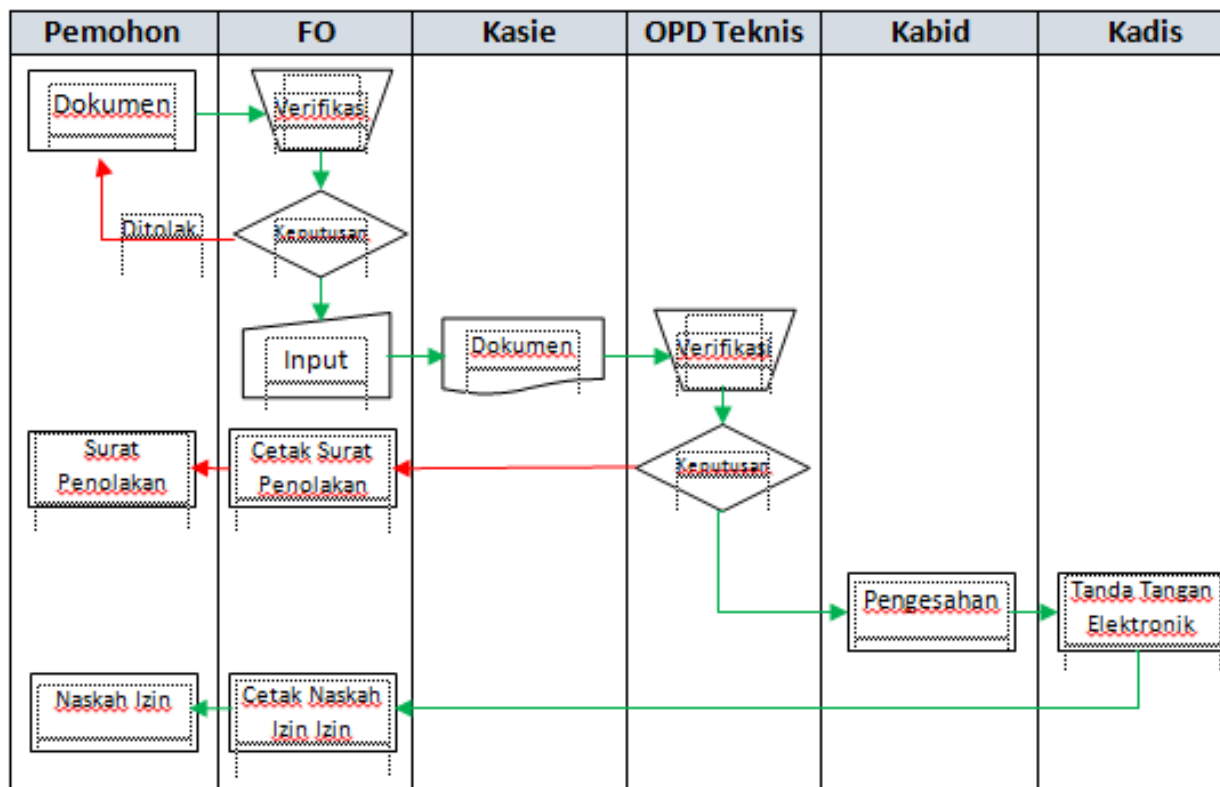 Pemohon FO Kasie OPD Teknis Kabid Kadis
Dokumen
Verifikas
Ditolak
Keputusan
Input
Dokumen
Verifikasi
Surat
Penolakan
Cetak Surat
Penolakan
Keputusan
Pengesahan
Tanda Tangan
Elektronik
Naskah Izin
Cetak Naskah
Izin Izin